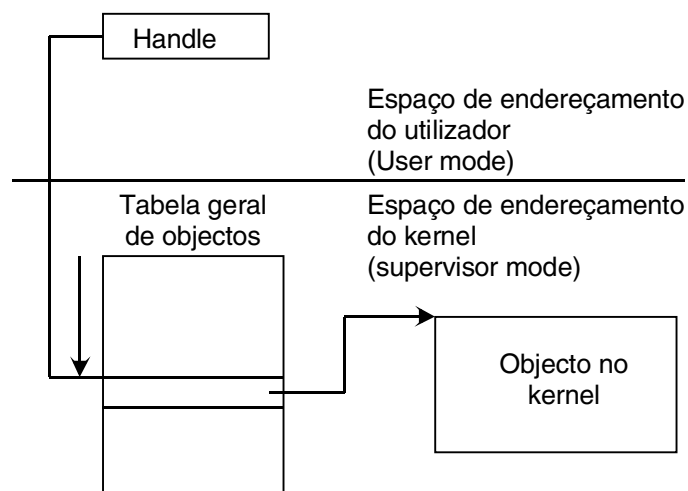 Handle
Espaço de endereçamento
do utilizador
(User mode)
Tabela geral
de objectos
Espaço de endereçamento
do kernel
(supervisor mode)
Objecto no
kernel